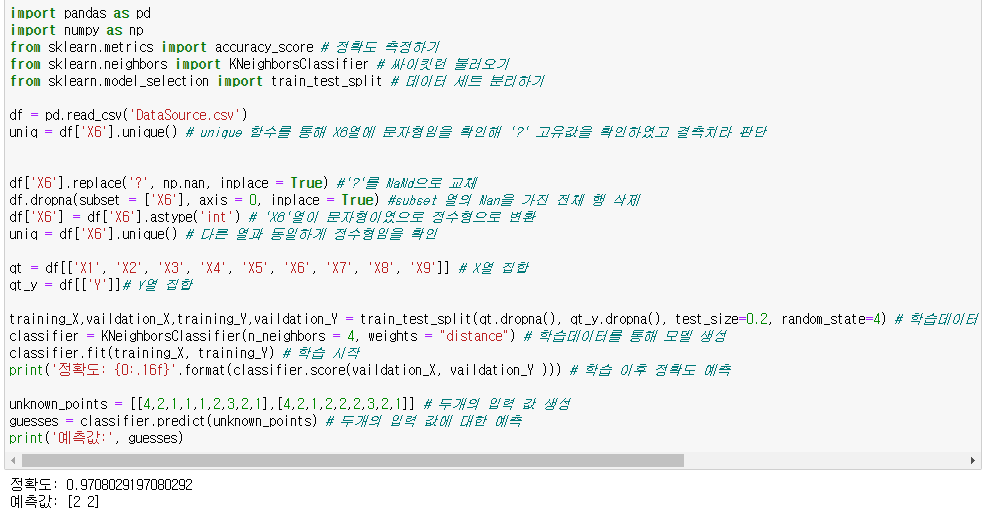 import pandas as pd
import numpy as np
from sklearn.metrics import accuracy_score # 정확도 측정하기
from sklearn.neighbors import KNeighborsClassifier # 싸이킷런 불러오기
from sklearn.model_selection import train_test_split # 데이터 세트 분리하기
df = pd.read_csv('DataSource.csv')
uniq = df['X6'].unique() # unique 함수를 통해 X6열에 문자형임을 확인해 '?' 고유값을 확인하였고 결측치라 판단
df['X6'].replace('?', np.nan, inplace = True) #'?'를 NaNd으로 교체
df.dropna(subset = ['X6'], axis = 0, inplace = True) #subset 열의 Nan을 가진 전체 행 삭제
df['X6'] = df['X6'].astype('int') # 'X6'열이 문자형이였으므로 정수형으로 변환
uniq = df['X6'].unique() # 다른 열과 동일하게 정수형임을 확인
qt = df[['X1', 'X2', 'X3', 'X4', 'X5', 'X6', 'X7', 'X8', 'X9']] # X열 집합
qt_y = df[['Y']]# Y열 집합
training_X,vaildation_X,training_Y,vaildation_Y = train_test_split(qt.dropna(), qt_y.dropna(), test_size=0.2, random_state=4) # 학습데이터
classifier = KNeighborsClassifier(n_neighbors = 4, weights = "distance") # 학습데이터를 통해 모델 생성
classifier.fit(training_X, training_Y) # 학습 시작
print('정확도: {0:.16f}'.format(classifier.score(vaildation_X, vaildation_Y ))) # 학습 이후 정확도 예측
unknown_points = [[4,2,1,1,1,2,3,2,1],[4,2,1,2,2,2,3,2,1]] # 두개의 입력 값 생성
guesses = classifier.predict(unknown_points) # 두개의 입력 값에 대한 예측
print('예측값:', guesses)
정확도: 0.9708029197080292
예측값: [2 2]